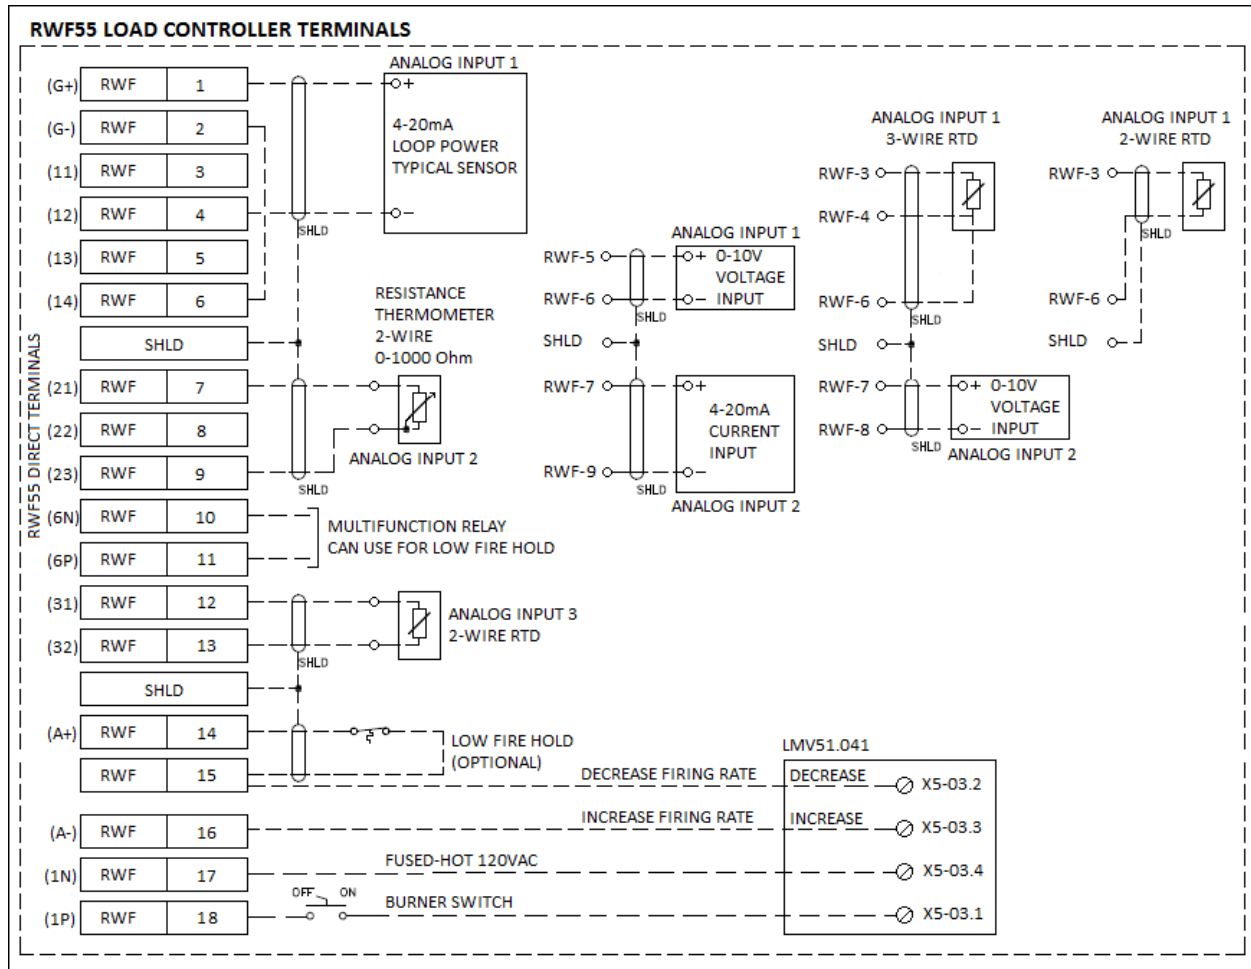 RWF55 LOAD CONTROLLER TERMINALS
RWF55 DIRECT TERMINALS
(G+) RWF 1
(G-) RWF 2
(11) RWF 3
(12) RWF 4
(13) RWF 5
(14) RWF 6
SHLD
(21) RWF 7
(22) RWF 8
(23) RWF 9
(6N) RWF 10
(6P) RWF 11
(31) RWF 12
(32) RWF 13
SHLD
(A+) RWF 14
RWF 15
(A-) RWF 16
(1N) RWF 17
(1P) RWF 18
ANALOG INPUT 1
+
4-20mA
LOOP POWER
TYPICAL SENSOR
-
SHLD
RESISTANCE
THERMOMETER
2-WIRE
0-1000 Ohm
ANALOG INPUT 2
SHLD
MULTIFUNCTION RELAY
CAN USE FOR LOW FIRE HOLD
ANALOG INPUT 3
2-WIRE RTD
SHLD
LOW FIRE HOLD
(OPTIONAL)
DECREASE FIRING RATE
INCREASE FIRING RATE
FUSED-HOT 120VAC
OFF ON
BURNER SWITCH
LMV51.041
DECREASE X5-03.2
INCREASE X5-03.3
X5-03.4
X5-03.1
ANALOG INPUT 1
RWF-5 + 0-10V
VOLTAGE
RWF-6 - INPUT
SHLD
SHLD
RWF-7 +
4-20mA
CURRENT
INPUT
RWF-9 -
SHLD
ANALOG INPUT 2
ANALOG INPUT 1
3-WIRE RTD
RWF-3
RWF-4
RWF-6
SHLD
SHLD
RWF-7 + 0-10V
VOLTAGE
RWF-8 - INPUT
SHLD
ANALOG INPUT 2
ANALOG INPUT 1
2-WIRE RTD
RWF-3
SHLD
RWF-6
SHLD